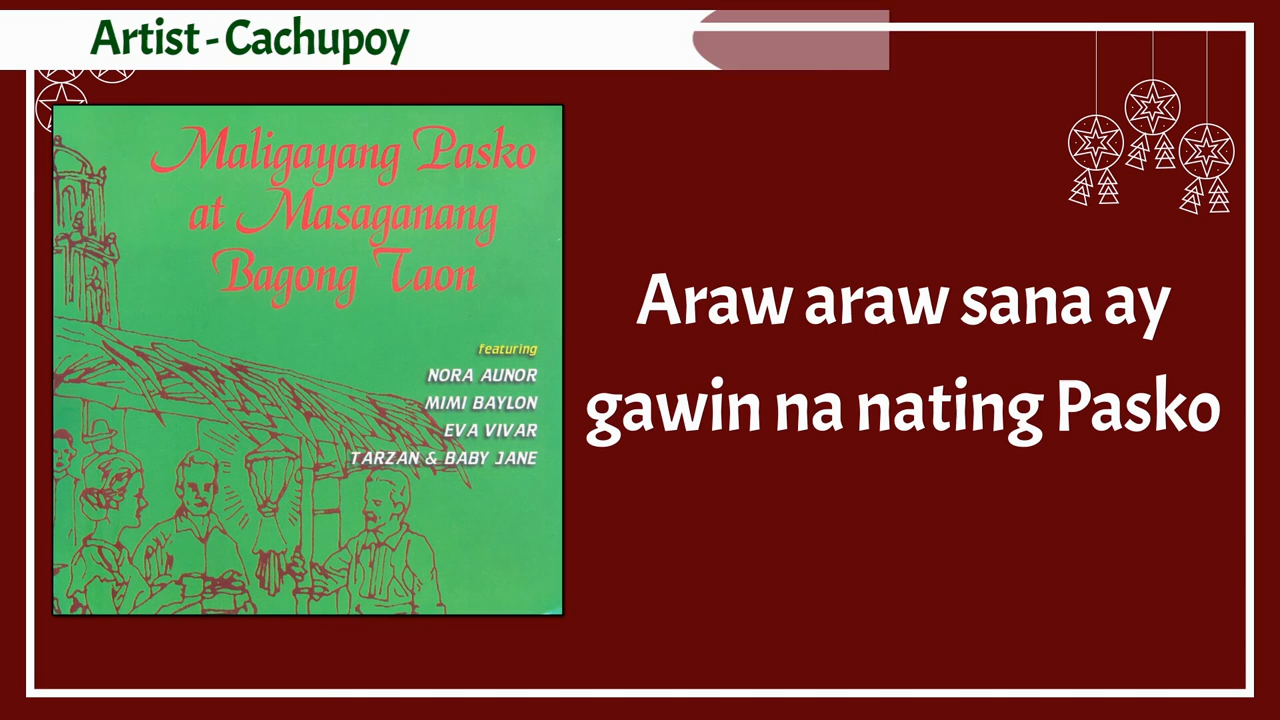 Artist - Cachupoy
Maligayang Pasko
at Masaganang
Bagong Taon
featuring
NORA AUNOR
MIMI BAYLON
EVA VIVAR
TARZAN & BABY JANE
Araw araw sana ay
gawin na nating Pasko